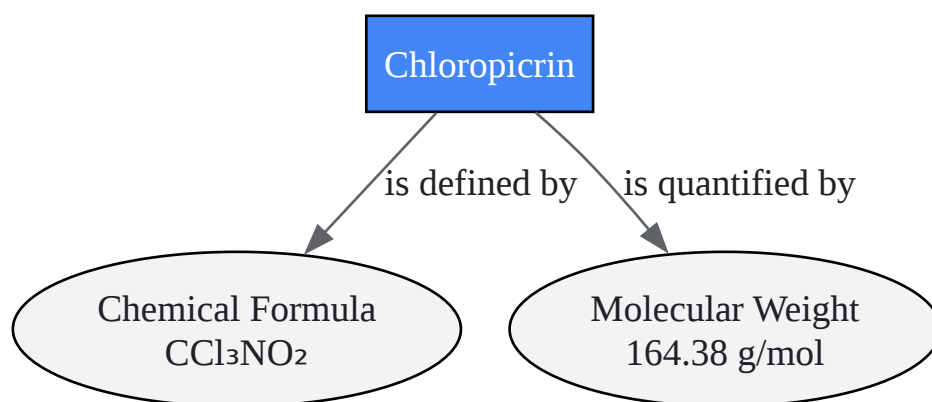 Chloropicrin
is defined by
is quantified by
Chemical Formula
CCl₃NO₂
Molecular Weight
164.38 g/mol